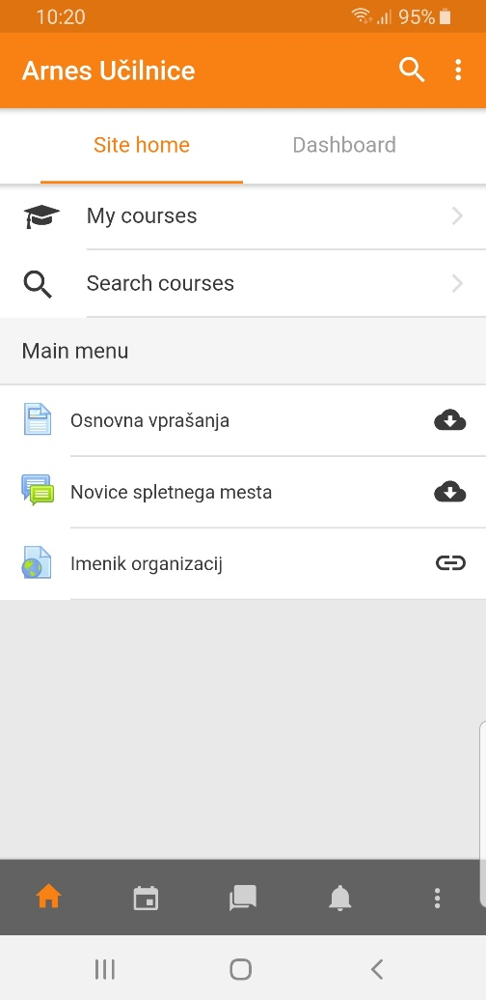 10:20
95%
Arnes Učilnice
Site home
Dashboard
My courses
Search courses
Main menu
Osnovna vprašanja
Novice spletnega mesta
Imenik organizacij